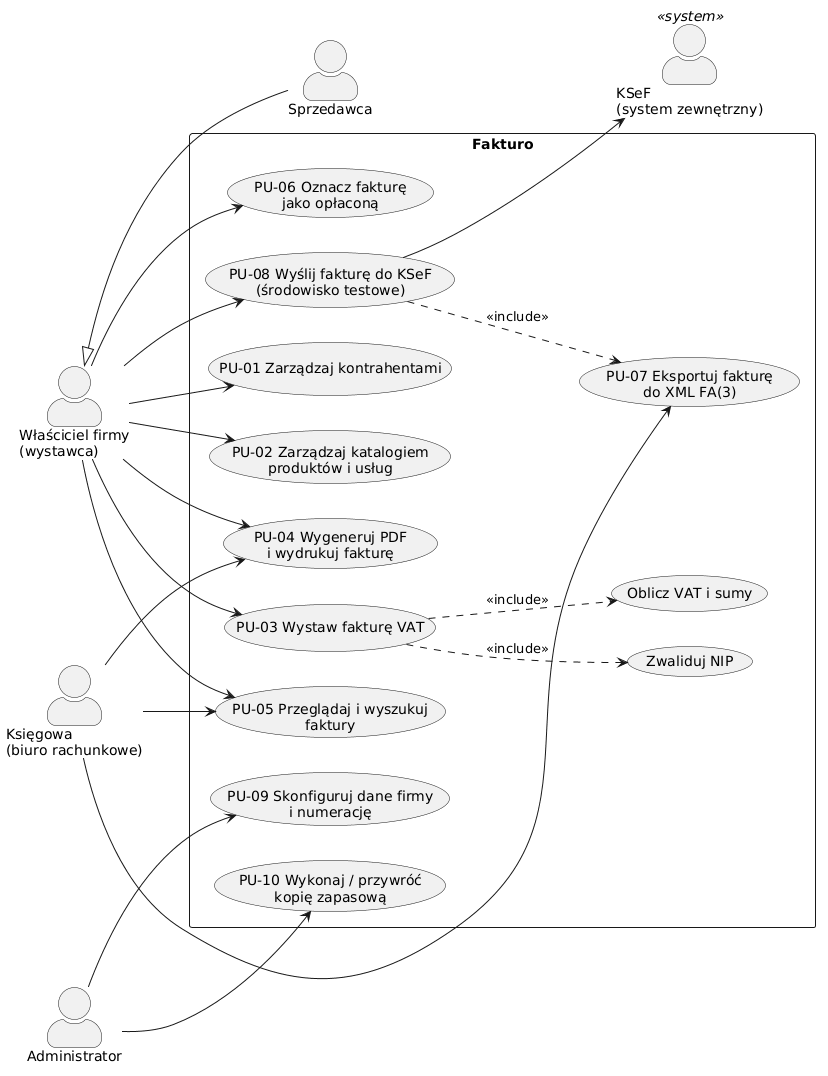 «system»
KSeF
(system zewnętrzny)
Sprzedawca
Fakturo
PU-06 Oznacz fakturę
jako opłaconą
PU-08 Wyślij fakturę do KSeF
(środowisko testowe)
«include»
PU-01 Zarządzaj kontrahentami
PU-07 Eksportuj fakturę
do XML FA(3)
Właściciel firmy
(wystawca)
PU-02 Zarządzaj katalogiem
produktów i usług
PU-04 Wygeneruj PDF
i wydrukuj fakturę
«include»
Oblicz VAT i sumy
PU-03 Wystaw fakturę VAT
«include»
Zwaliduj NIP
PU-05 Przeglądaj i wyszukuj
faktury
Księgowa
(biuro rachunkowe)
PU-09 Skonfiguruj dane firmy
i numerację
PU-10 Wykonaj / przywróć
kopię zapasową
Administrator